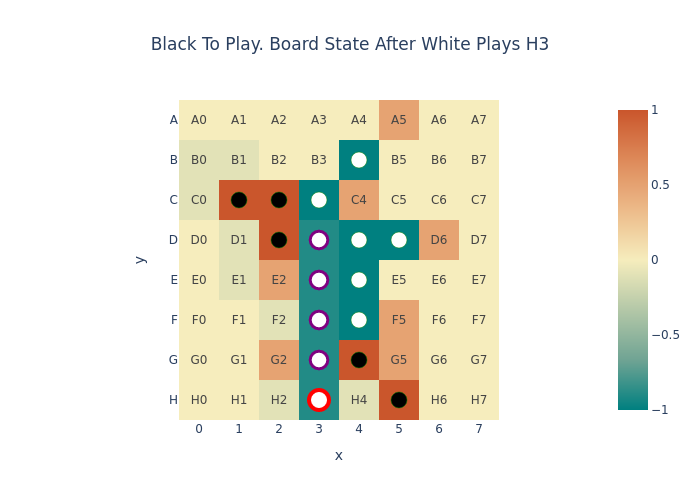 Black To Play. Board State After White Plays H3
A A0 A1 A2 A3 A4 A5 A6 A7
B B0 B1 B2 B3 B5 B6 B7
C C0 C4 C5 C6 C7
D D0 D1 D6 D7
E E0 E1 E2 E5 E6 E7
F F0 F1 F2 F5 F6 F7
G G0 G1 G2 G5 G6 G7
H H0 H1 H2 H4 H6 H7
0 1 2 3 4 5 6 7
x
y
1
0.5
0
−0.5
−1